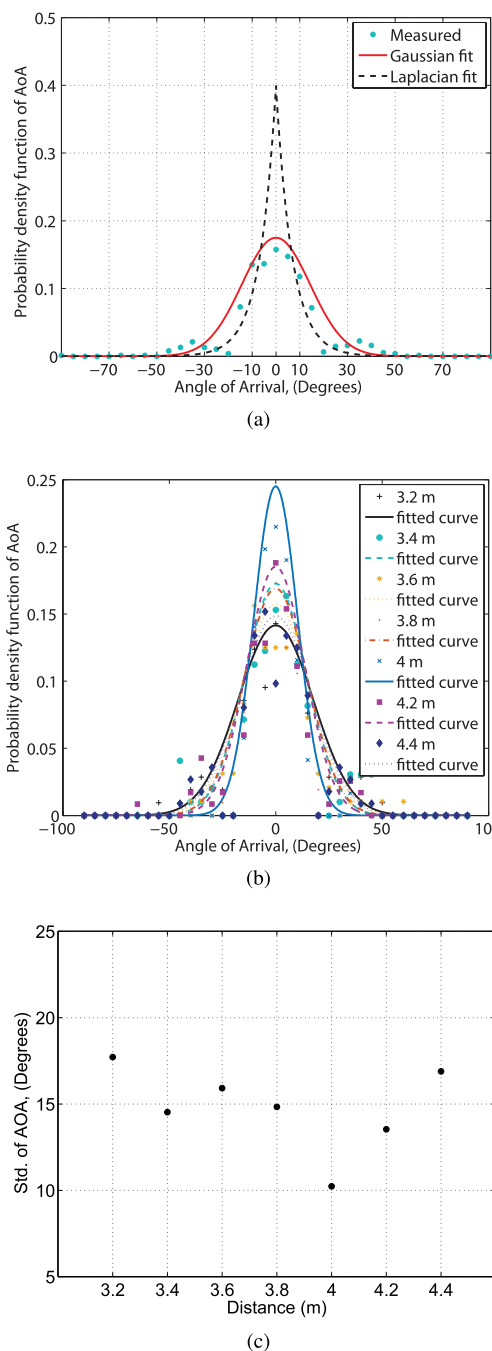 Probability density function of AoA
0.5
0.4
0.3
0.2
0.1
0
Measured
Gaussian fit
Laplacian fit
−70
−50
−30
−10
0
10
30
50
70
Angle of Arrival, (Degrees)
(a)
Probability density function of AoA
0.25
0.2
0.15
0.1
0.05
0
3.2 m
fitted curve
3.4 m
fitted curve
3.6 m
fitted curve
3.8 m
fitted curve
4 m
fitted curve
4.2 m
fitted curve
4.4 m
fitted curve
−100
−50
0
50
10
Angle of Arrival, (Degrees)
(b)
Std. of AOA, (Degrees)
25
20
15
10
5
3.2
3.4
3.6
3.8
4
4.2
4.4
Distance (m)
(c)